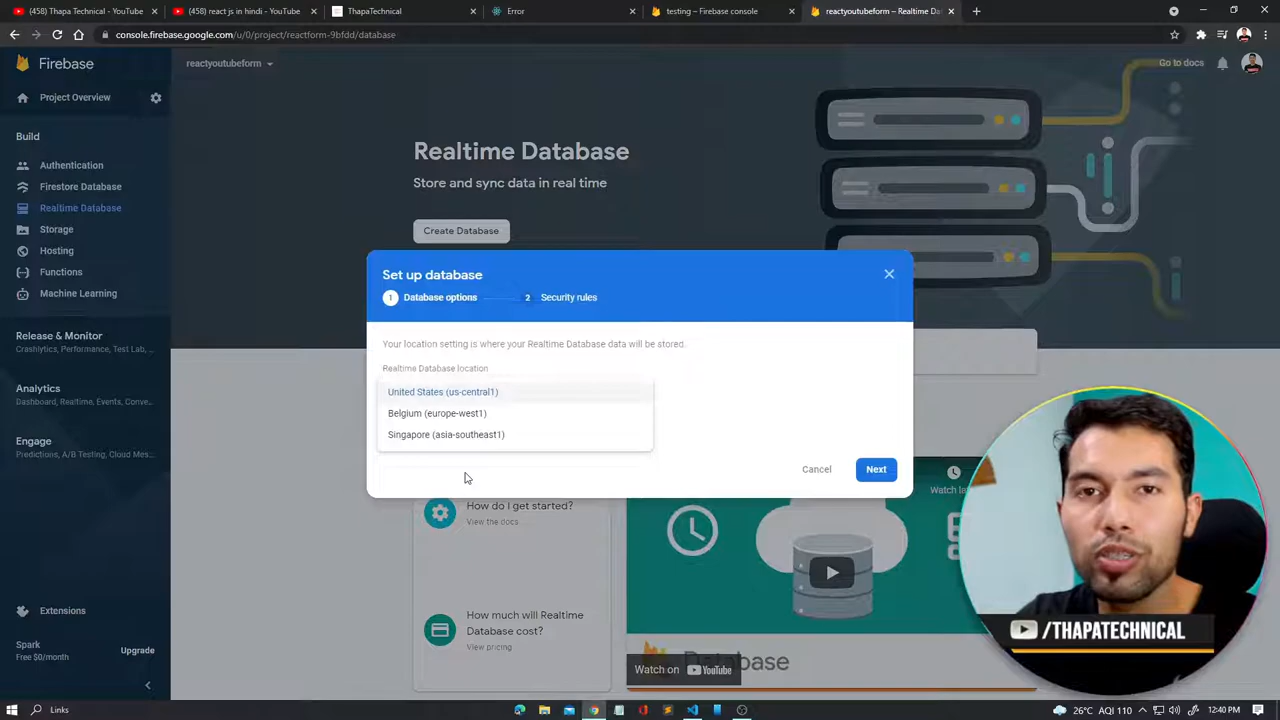 (458) Thapa Technical - YouTube
(458) react js in hindi - YouTube
ThapaTechnical
Error
testing – Firebase console
reactyoutubeform – Realtime Dat
console.firebase.google.com/u/0/project/reactform-9bfdd/database
Firebase
reactyoutubeform
Go to docs
Project Overview
Build
Authentication
Firestore Database
Realtime Database
Storage
Hosting
Functions
Machine Learning
Release & Monitor
Crashlytics, Performance, Test Lab, ...
Analytics
Dashboard, Realtime, Events, Conve...
Engage
Predictions, A/B Testing, Cloud Mes...
Extensions
Spark
Free $0/month
Upgrade
Realtime Database
Store and sync data in real time
Create Database
Set up database
1 Database options
2 Security rules
Your location setting is where your Realtime Database data will be stored.
Realtime Database location
United States (us-central1)
Belgium (europe-west1)
Singapore (asia-southeast1)
Cancel
Next
How do I get started?
View the docs
How much will Realtime
Database cost?
View pricing
Watch la
Database
Watch on YouTube
/THAPATECHNICAL
Links
26°C AQI 110
12:40 PM